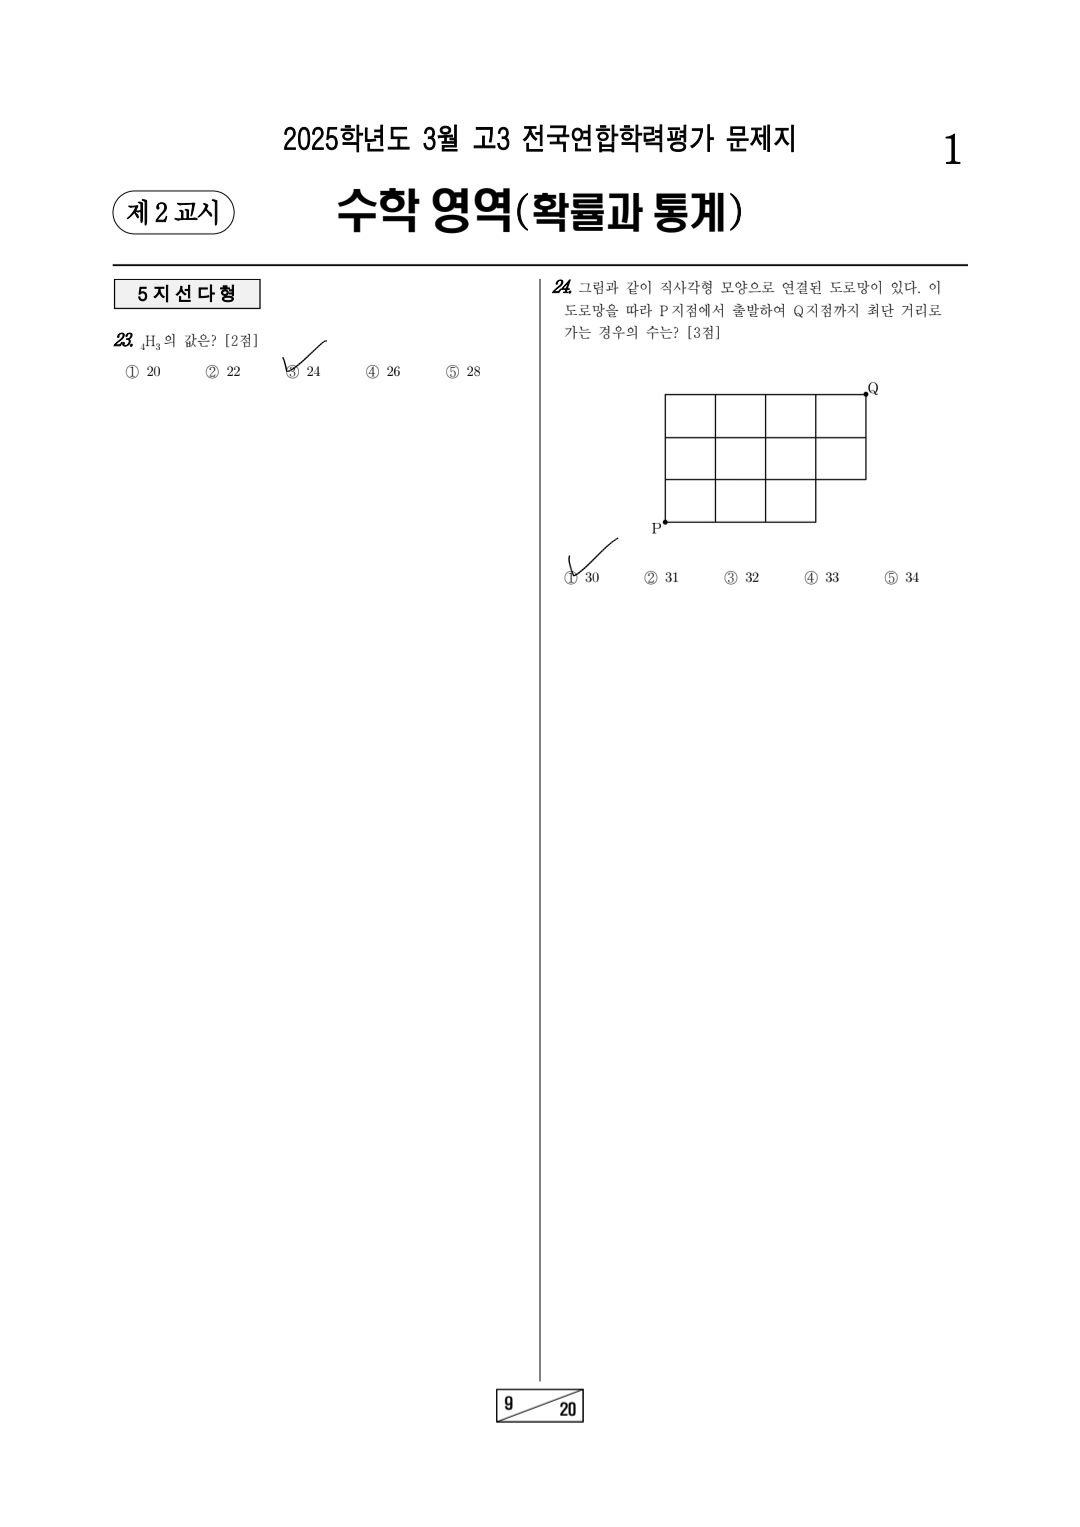 2025학년도 3월 고3 전국연합학력평가 문제지
1
제 2 교시
수학 영역(확률과 통계)
5 지 선 다 형
23. ₄H₃의 값은? [2점]
① 20 ② 22 ③ 24 ④ 26 ⑤ 28
24. 그림과 같이 직사각형 모양으로 연결된 도로망이 있다. 이
도로망을 따라 P지점에서 출발하여 Q지점까지 최단 거리로
가는 경우의 수는? [3점]
Q
P
① 30 ② 31 ③ 32 ④ 33 ⑤ 34
9
20